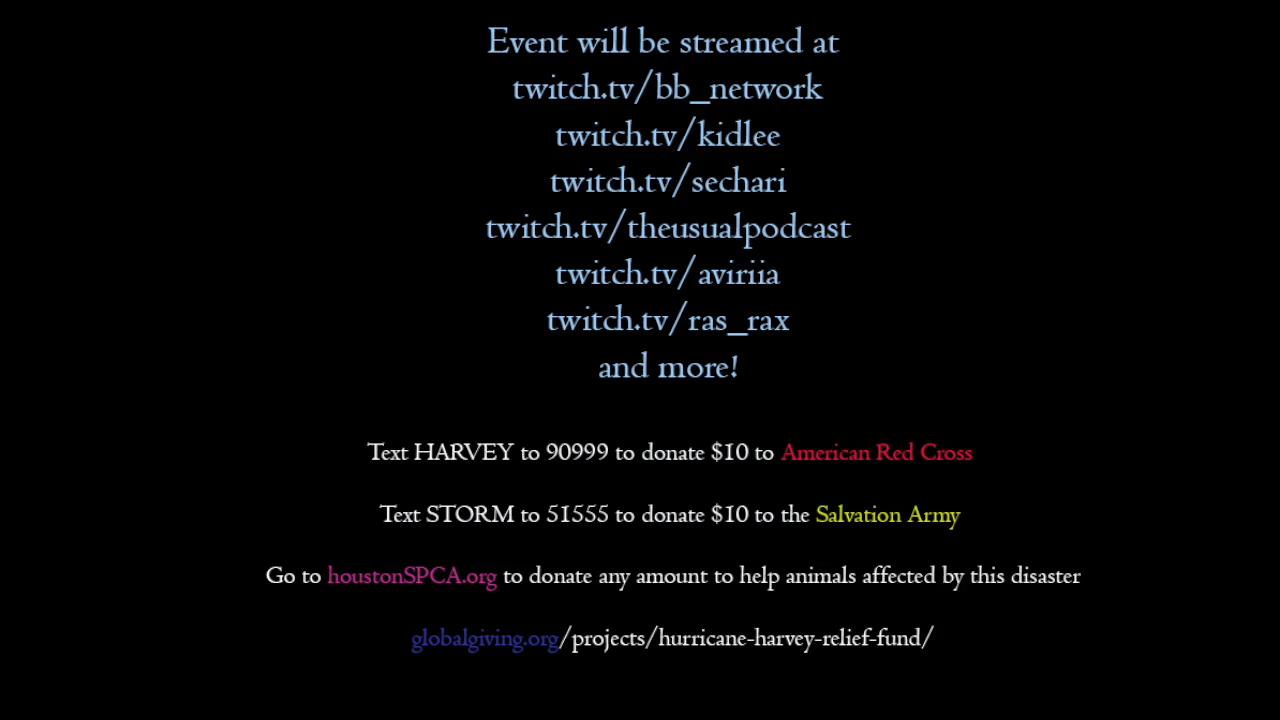 Event will be streamed at
twitch.tv/bb_network
twitch.tv/kidlee
twitch.tv/sechari
twitch.tv/theusualpodcast
twitch.tv/aviriia
twitch.tv/ras_rax
and more!
Text HARVEY to 90999 to donate $10 to American Red Cross
Text STORM to 51555 to donate $10 to the Salvation Army
Go to houstonSPCA.org to donate any amount to help animals affected by this disaster
globalgiving.org/projects/hurricane-harvey-relief-fund/